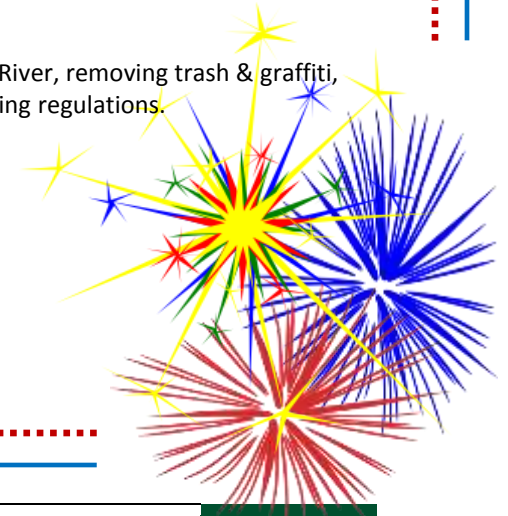 River, removing trash & graffiti,
ing regulations.